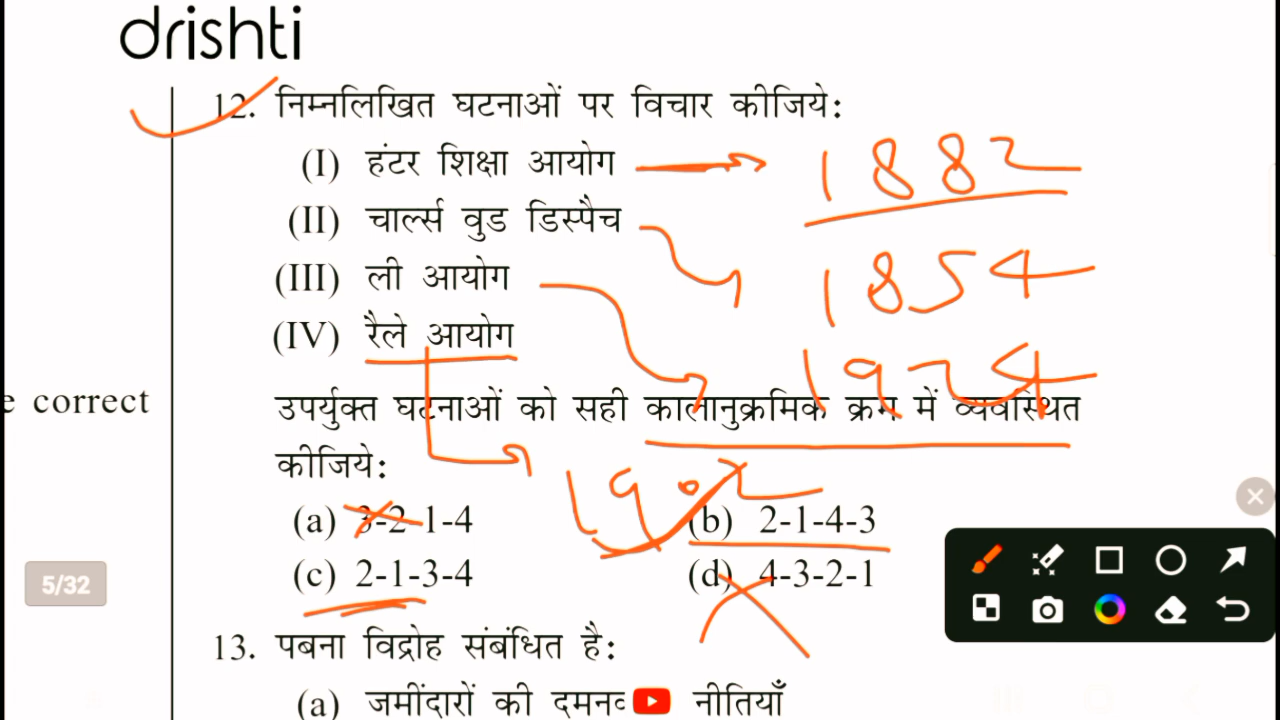 drishti
12. निम्नलिखित घटनाओं पर विचार कीजिये:
(I) हंटर शिक्षा आयोग 1882
(II) चार्ल्स वुड डिस्पैच 1854
(III) ली आयोग 1924
(IV) रैले आयोग
e correct उपर्युक्त घटनाओं को सही कालानुक्रमिक क्रम में व्यवस्थित
कीजिये: 1902
(a) 3-2-1-4 (b) 2-1-4-3
(c) 2-1-3-4 (d) 4-3-2-1
5/32
13. पबना विद्रोह संबंधित है:
(a) जमींदारों की नीतियाँ